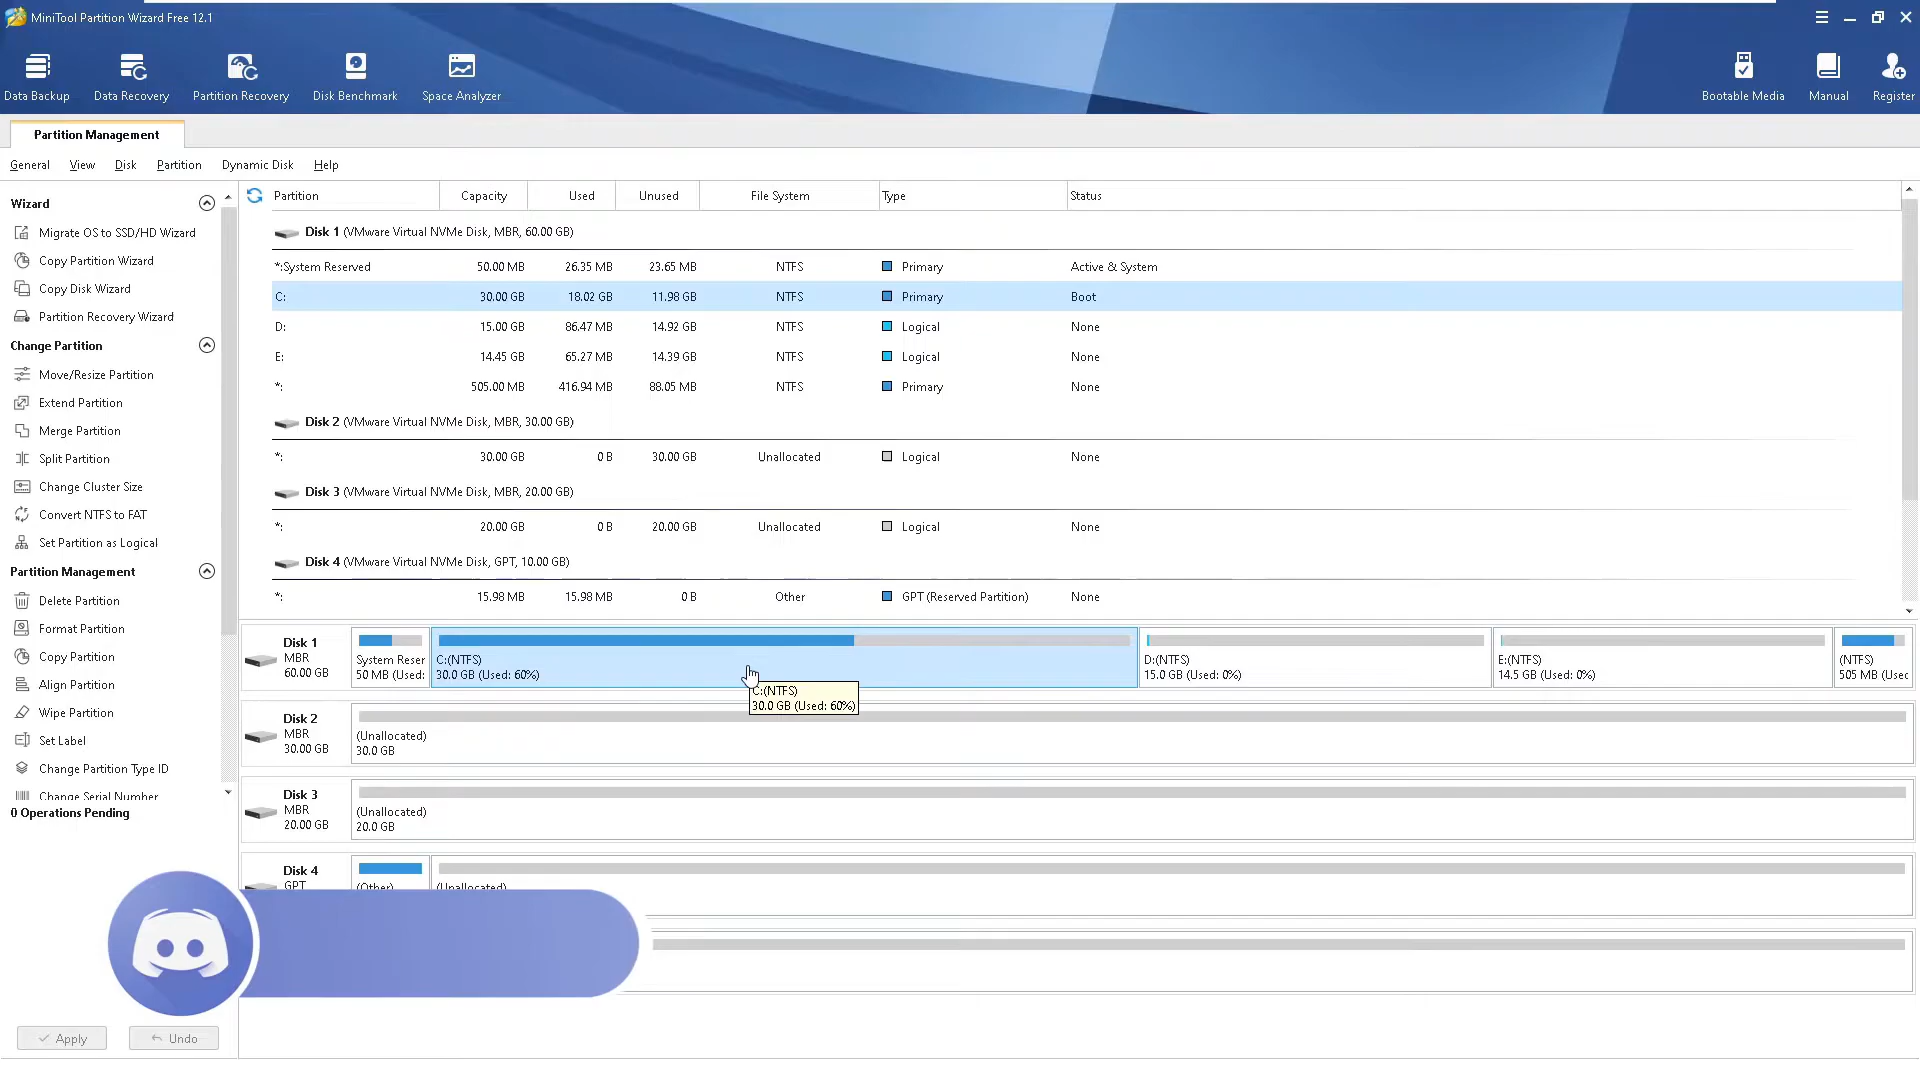 MiniTool Partition Wizard Free 12.1
Data Backup
Data Recovery
Partition Recovery
Disk Benchmark
Space Analyzer
Bootable Media
Manual
Register
Partition Management
General View Disk Partition Dynamic Disk Help
Wizard
Migrate OS to SSD/HD Wizard
Copy Partition Wizard
Copy Disk Wizard
Partition Recovery Wizard
Change Partition
Move/Resize Partition
Extend Partition
Merge Partition
Split Partition
Change Cluster Size
Convert NTFS to FAT
Set Partition as Logical
Partition Management
Delete Partition
Format Partition
Copy Partition
Align Partition
Wipe Partition
Set Label
Change Partition Type ID
Change Serial Number
0 Operations Pending
Apply
Undo
Partition Capacity Used Unused File System Type Status
Disk 1 (VMware Virtual NVMe Disk, MBR, 60.00 GB)
*:System Reserved 50.00 MB 26.35 MB 23.65 MB NTFS Primary Active & System
C: 30.00 GB 18.02 GB 11.98 GB NTFS Primary Boot
D: 15.00 GB 86.47 MB 14.92 GB NTFS Logical None
E: 14.45 GB 65.27 MB 14.39 GB NTFS Logical None
*: 505.00 MB 416.94 MB 88.05 MB NTFS Primary None
Disk 2 (VMware Virtual NVMe Disk, MBR, 30.00 GB)
*: 30.00 GB 0 B 30.00 GB Unallocated Logical None
Disk 3 (VMware Virtual NVMe Disk, MBR, 20.00 GB)
*: 20.00 GB 0 B 20.00 GB Unallocated Logical None
Disk 4 (VMware Virtual NVMe Disk, GPT, 10.00 GB)
*: 15.98 MB 15.98 MB 0 B Other GPT (Reserved Partition) None
Disk 1
MBR
60.00 GB
System Reser
50 MB (Used:
C:(NTFS)
30.0 GB (Used: 60%)
D:(NTFS)
15.0 GB (Used: 0%)
E:(NTFS)
14.5 GB (Used: 0%)
(NTFS)
505 MB (Usec
C:(NTFS)
30.0 GB (Used: 60%)
Disk 2
MBR
30.00 GB
(Unallocated)
30.0 GB
Disk 3
MBR
20.00 GB
(Unallocated)
20.0 GB
Disk 4
GPT
(Other)
(Unallocated)